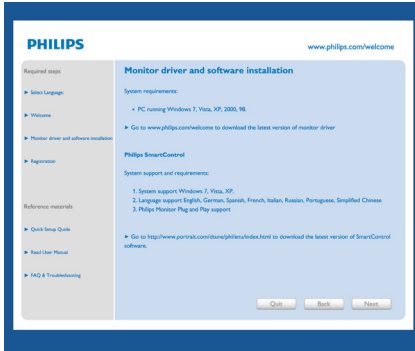 PHILIPS
www.philips.com/welcome
Required steps
Select Language:
Welcome
Monitor driver and software installation
Registration
Reference materials
Quick Setup Quide
Read User Manual
FAQ & Troubleshooting
Monitor driver and software installation
System requirements:
• PC running Windows 7, Vista, XP, 2000, 98.
Go to www.philips.com/welcome to download the latest version of monitor driver
Philips SmartControl
System support and requirements:
1. System support Windows 7, Vista, XP.
2. Language support English, German, Spanish, French, Italian, Russian, Portuguese, Simplified Chinese
3. Philips Monitor Plug and Play support
Go to http://www.portrait.com/dtune/phl/enu/index.html to download the latest version of SmartControl
software.
Quit
Back
Next